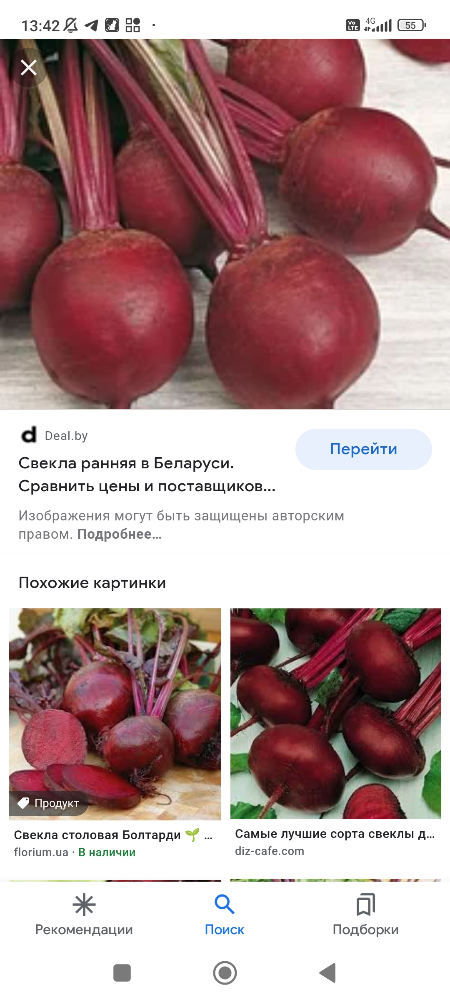 13:42
Vo LTE 4G 55
Deal.by
Перейти
Свекла ранняя в Беларуси.
Сравнить цены и поставщиков...
Изображения могут быть защищены авторским
правом. Подробнее...
Похожие картинки
Продукт
Свекла столовая Болтарди 🌱 ...
florium.ua · В наличии
Самые лучшие сорта свеклы д...
diz-cafe.com
Рекомендации
Поиск
Подборки